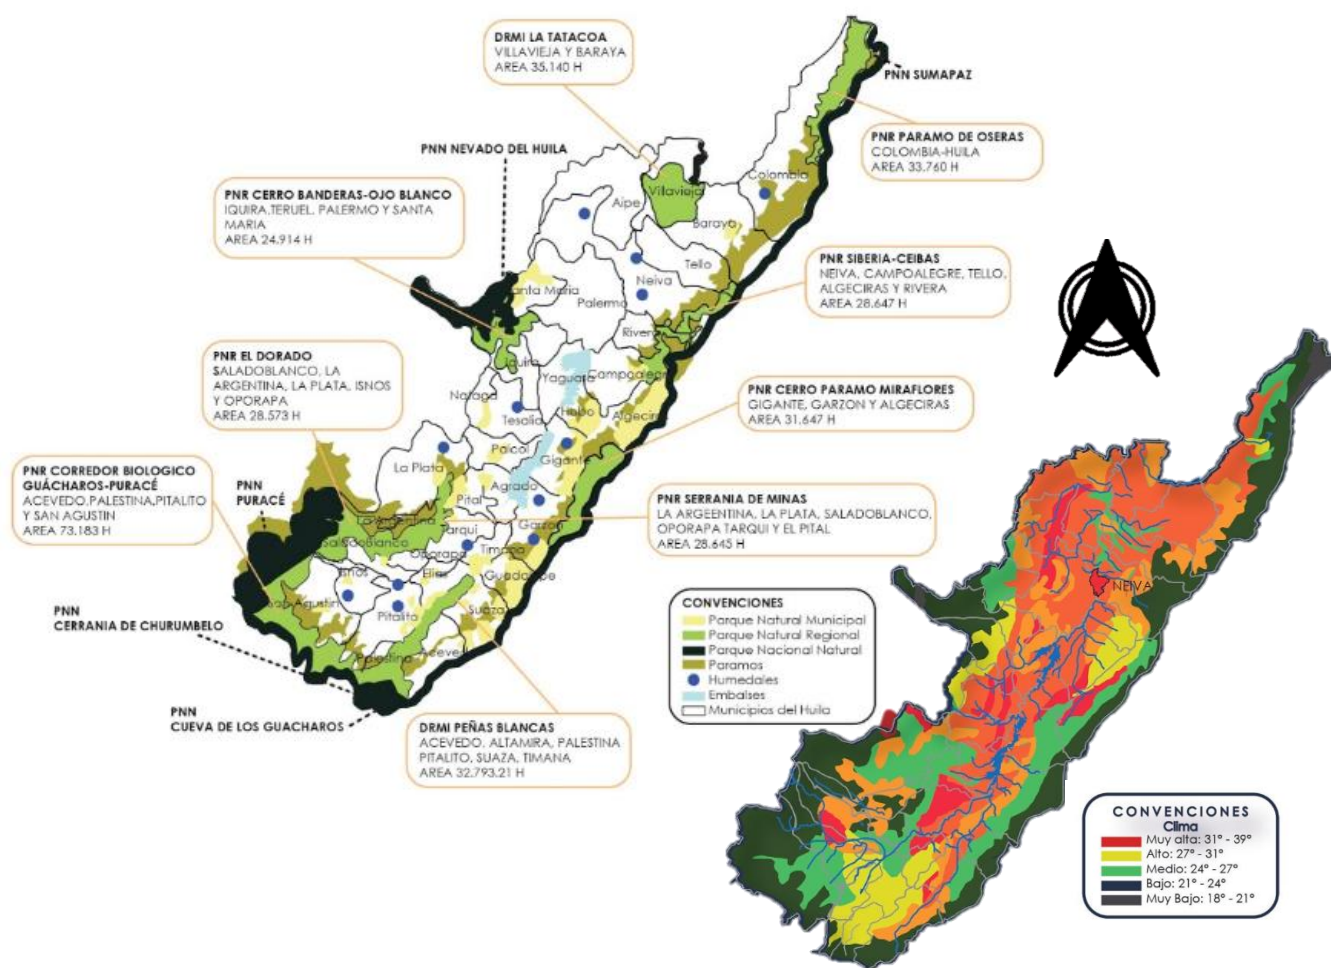 DRMI LA TATACOA
VILLAVIEJA Y BARAYA
AREA 35.140 H
PNN SUMAPAZ
PNN NEVADO DEL HUILA
PNR PARAMO DE OSERAS
COLOMBIA-HUILA
AREA 33.760 H
PNR CERRO BANDERAS-OJO BLANCO
IQUIRA,TERUEL, PALERMO Y SANTA
MARIA
AREA 24.914 H
PNR SIBERIA-CEIBAS
NEIVA, CAMPOALEGRE, TELLO,
ALGECIRAS Y RIVERA
AREA 28.647 H
PNR EL DORADO
SALADOBLANCO, LA
ARGENTINA, LA PLATA, ISNOS
Y OPORAPA
AREA 28.573 H
PNR CERRO PARAMO MIRAFLORES
GIGANTE, GARZON Y ALGECIRAS
AREA 31.647 H
PNR CORREDOR BIOLOGICO
GUÁCHAROS-PURACÉ
ACEVEDO,PALESTINA,PITALITO
Y SAN AGUSTIN
AREA 73.183 H
PNN
PURACÉ
PNR SERRANIA DE MINAS
LA ARGEENTINA, LA PLATA, SALADOBLANCO,
OPORAPA TARQUI Y EL PITAL
AREA 28.645 H
PNN
CERRANIA DE CHURUMBELO
PNN
CUEVA DE LOS GUACHAROS
DRMI PEÑAS BLANCAS
ACEVEDO, ALTAMIRA, PALESTINA
PITALITO, SUAZA, TIMANA
AREA 32.793.21 H
Colombia
Villavieja
Aipe
Baraya
Tello
Neiva
Santa Maria
Palermo
Rivera
Iquira
Yaguara
Campoalegre
Nataga
Tesalia
Hobo
Algeciras
Paicol
Gigante
La Plata
Agrado
Pital
La Argentina
Tarqui
Garzon
Saladoblanco
Oporapa
Timana
Isnos
Elias
Guadalupe
San Agustin
Pitalito
Suaza
Palestina
Aceve
CONVENCIONES
Parque Natural Municipal
Parque Natural Regional
Parque Nacional Natural
Paramos
Humedales
Embalses
Municipios del Huila
NEIVA
CONVENCIONES
Clima
Muy alta: 31° - 39°
Alto: 27° - 31°
Medio: 24° - 27°
Bajo: 21° - 24°
Muy Bajo: 18° - 21°